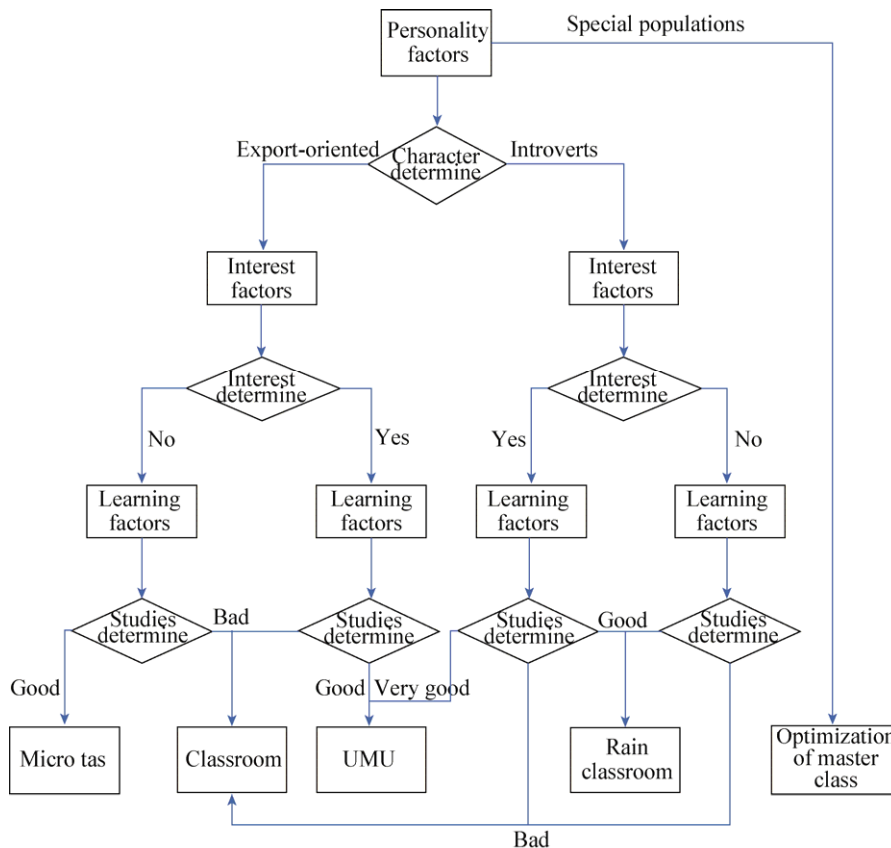 Personality
factors
Special populations
Export-oriented
Character
determine
Introverts
Interest
factors
Interest
factors
Interest
determine
Interest
determine
No
Yes
Yes
No
Learning
factors
Learning
factors
Learning
factors
Learning
factors
Studies
determine
Bad
Studies
determine
Studies
determine
Good
Studies
determine
Good
Good
Very good
Micro tas
Classroom
UMU
Rain
classroom
Optimization
of master
class
Bad